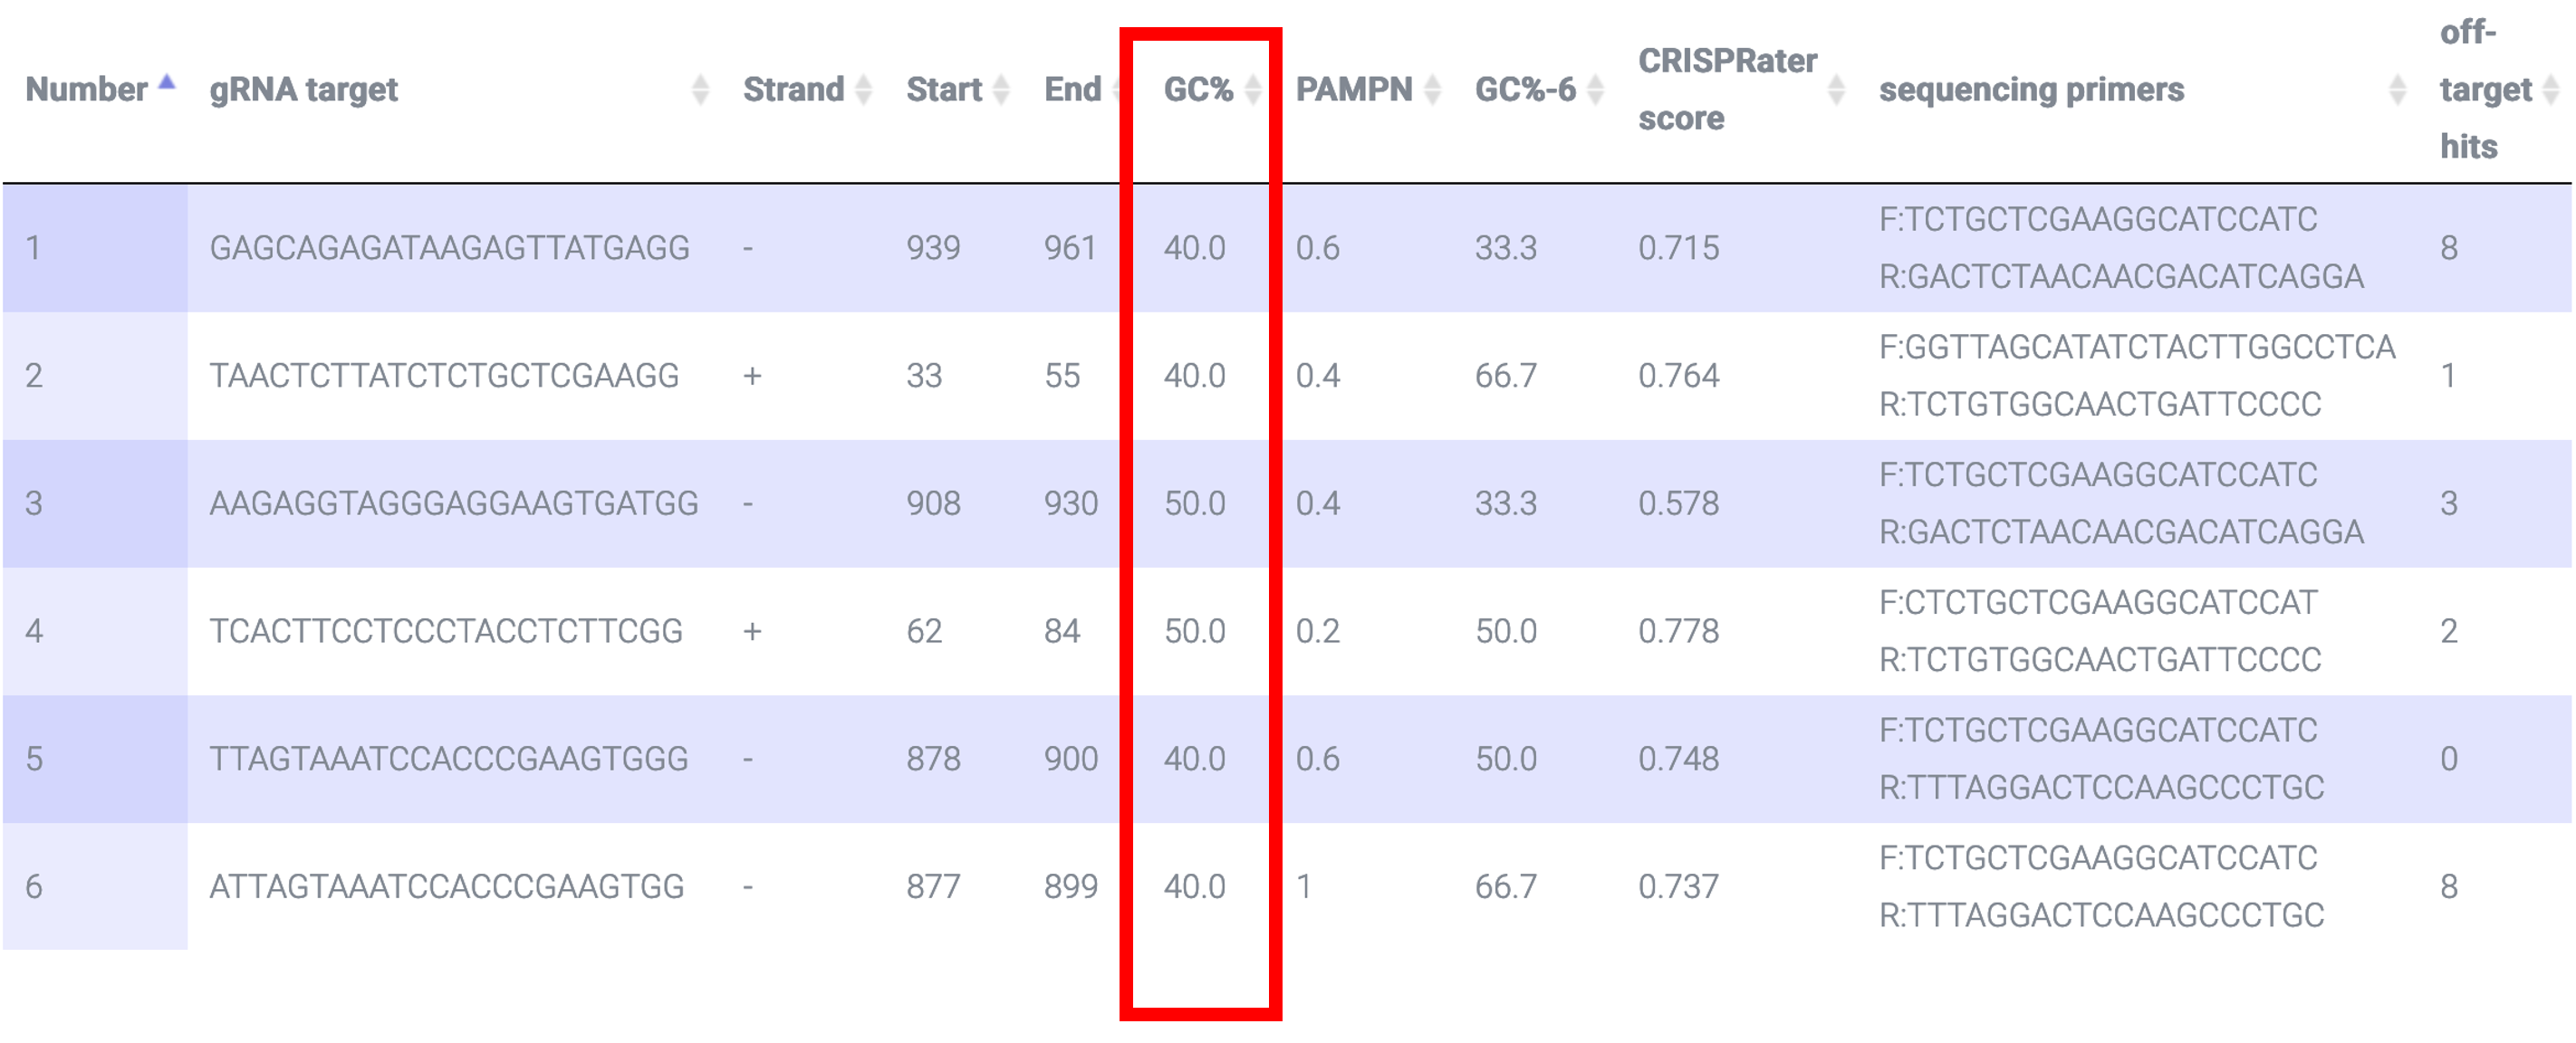 Number gRNA target Strand Start End GC% PAMPN GC%-6 CRISPRater score sequencing primers off-target hits
1 GAGCAGAGATAAGAGTTATGAGG - 939 961 40.0 0.6 33.3 0.715 F:TCTGCTCGAAGGCATCCATC 8
R:GACTCTAACAACGACATCAGGA
2 TAACTCTTATCTCTGCTCGAAGG + 33 55 40.0 0.4 66.7 0.764 F:GGTTAGCATATCTACTTGGCCTCA 1
R:TCTGTGGCAACTGATTCCCC
3 AAGAGGTAGGGAGGAAGTGATGG - 908 930 50.0 0.4 33.3 0.578 F:TCTGCTCGAAGGCATCCATC 3
R:GACTCTAACAACGACATCAGGA
4 TCACTTCCTCCCTACCTCTTCGG + 62 84 50.0 0.2 50.0 0.778 F:CTCTGCTCGAAGGCATCCAT 2
R:TCTGTGGCAACTGATTCCCC
5 TTAGTAAATCCACCCGAAGTGGG - 878 900 40.0 0.6 50.0 0.748 F:TCTGCTCGAAGGCATCCATC 0
R:TTTAGGACTCCAAGCCCTGC
6 ATTAGTAAATCCACCCGAAGTGG - 877 899 40.0 1 66.7 0.737 F:TCTGCTCGAAGGCATCCATC 8
R:TTTAGGACTCCAAGCCCTGC